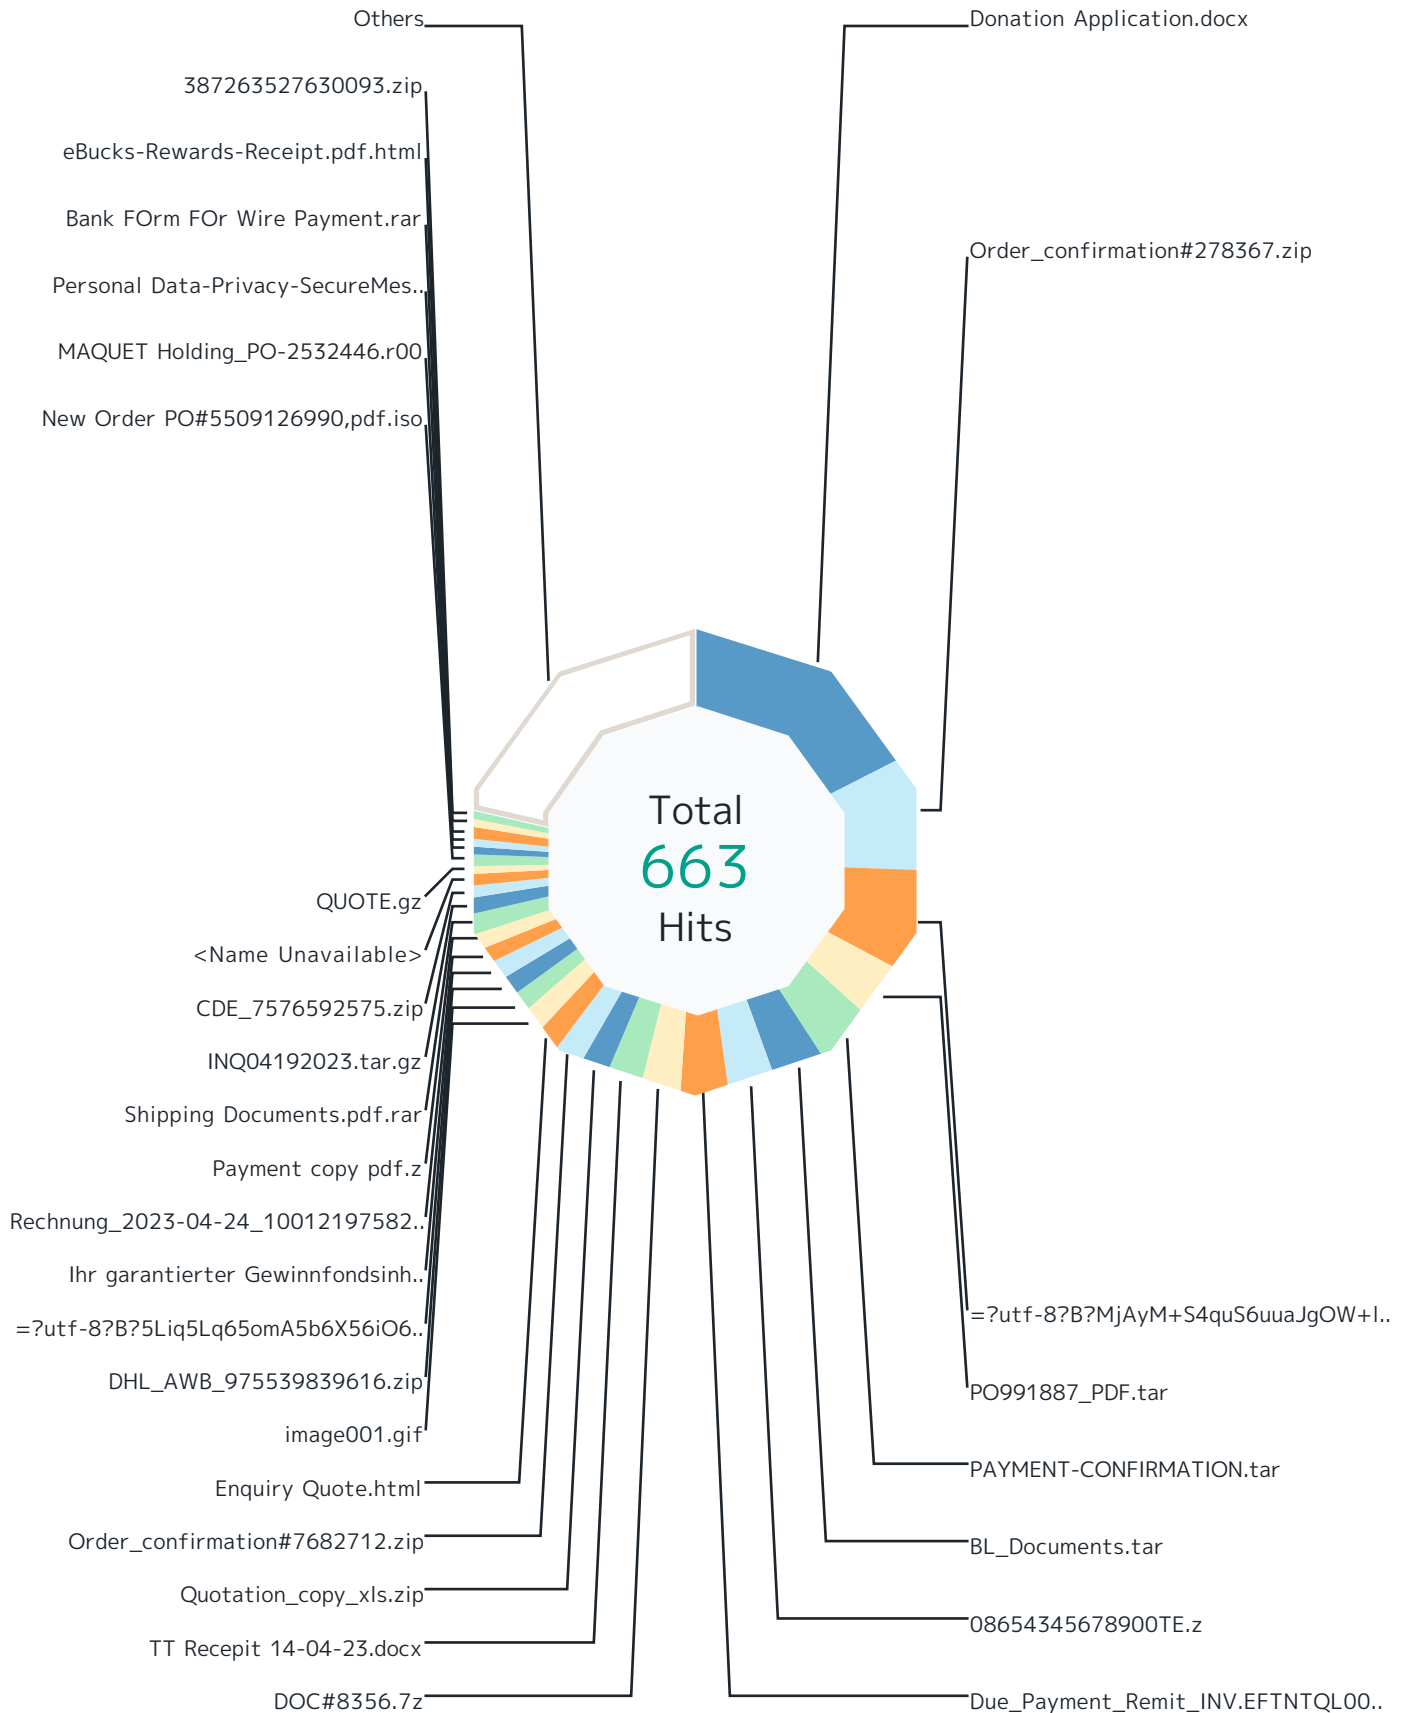 Others
387263527630093.zip
eBucks-Rewards-Receipt.pdf.html
Bank FOrm FOr Wire Payment.rar
Personal Data-Privacy-SecureMes..
MAQUET Holding_PO-2532446.r00
New Order PO#5509126990,pdf.iso
QUOTE.gz
<Name Unavailable>
CDE_7576592575.zip
INQ04192023.tar.gz
Shipping Documents.pdf.rar
Payment copy pdf.z
Rechnung_2023-04-24_10012197582..
Ihr garantierter Gewinnfondsinh..
=?utf-8?B?5Liq5Lq65omA5b6X56iO6..
DHL_AWB_975539839616.zip
image001.gif
Enquiry Quote.html
Order_confirmation#7682712.zip
Quotation_copy_xls.zip
TT Recepit 14-04-23.docx
DOC#8356.7z
Total
663
Hits
Donation Application.docx
Order_confirmation#278367.zip
=?utf-8?B?MjAyM+S4quS6uuaJgOW+l..
PO991887_PDF.tar
PAYMENT-CONFIRMATION.tar
BL_Documents.tar
08654345678900TE.z
Due_Payment_Remit_INV.EFTNTQL00..